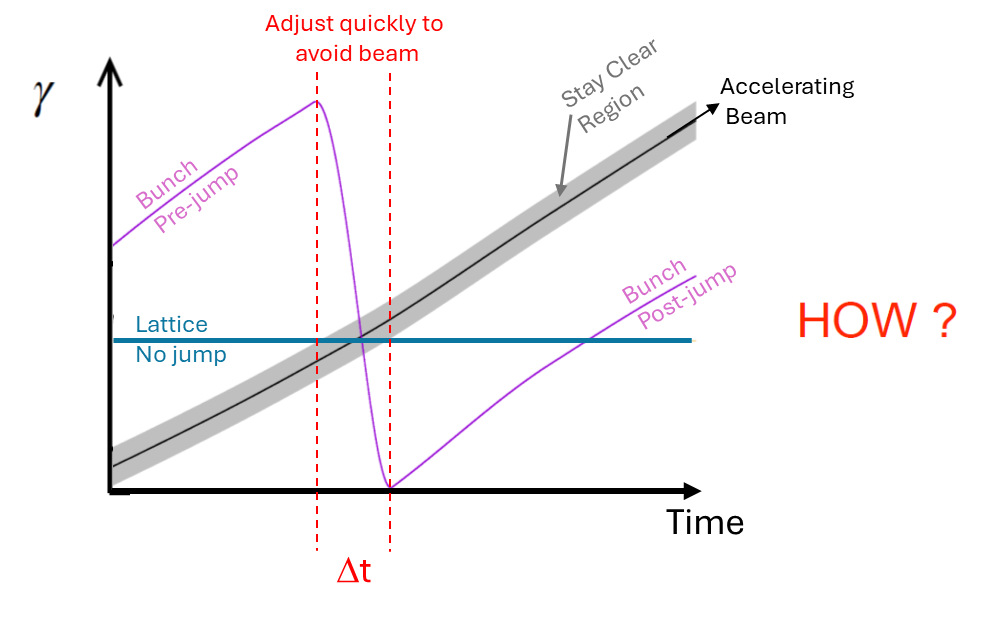 Adjust quickly to
avoid beam
γ
Stay Clear
Region
Accelerating
Beam
Bunch
Pre-jump
Bunch
Post-jump
Lattice
No jump
HOW ?
Time
Δt